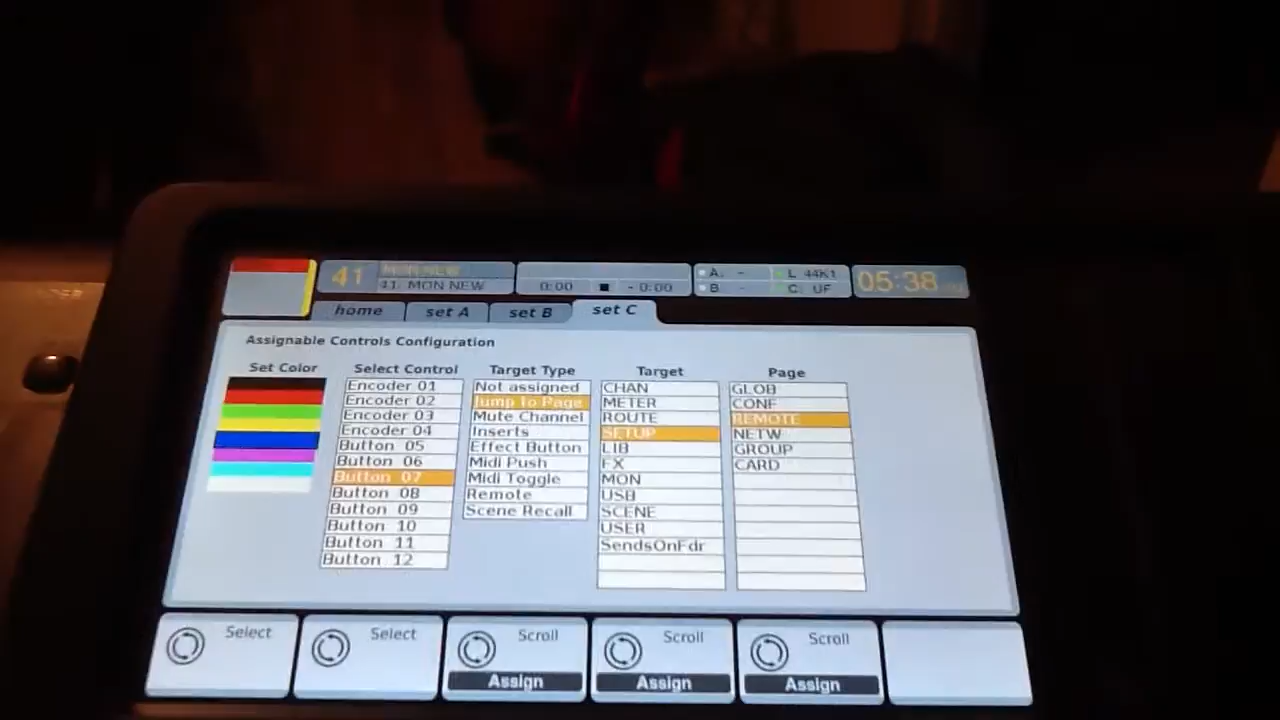 41 MON NEW
41. MON NEW
0:00 - 0:00
A: - L 44K1
B - C: UF
05:38
home set A set B set C
Assignable Controls Configuration
Set Color Select Control Target Type Target Page
Encoder 01 Not assigned CHAN GLOB
Encoder 02 Jump To Page METER CONF
Encoder 03 Mute Channel ROUTE REMOTE
Encoder 04 Inserts SETUP NETW
Button 05 Effect Button LIB GROUP
Button 06 Midi Push FX CARD
Button 07 Midi Toggle MON
Button 08 Remote USB
Button 09 Scene Recall SCENE
Button 10 USER
Button 11 SendsOnFdr
Button 12
Select Select Scroll Scroll Scroll
Assign Assign Assign